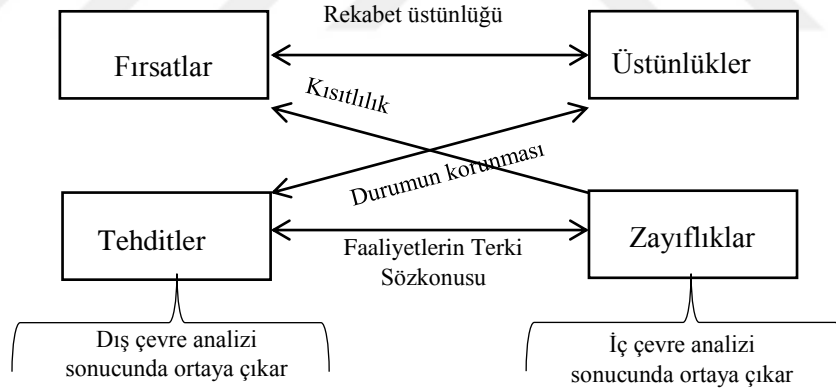 Rekabet üstünlüğü
Fırsatlar
Üstünlükler
Kısıtlılık
Durumun korunması
Tehditler
Zayıflıklar
Faaliyetlerin Terki
Sözkonusu
Dış çevre analizi
sonucunda ortaya çıkar
İç çevre analizi
sonucunda ortaya çıkar